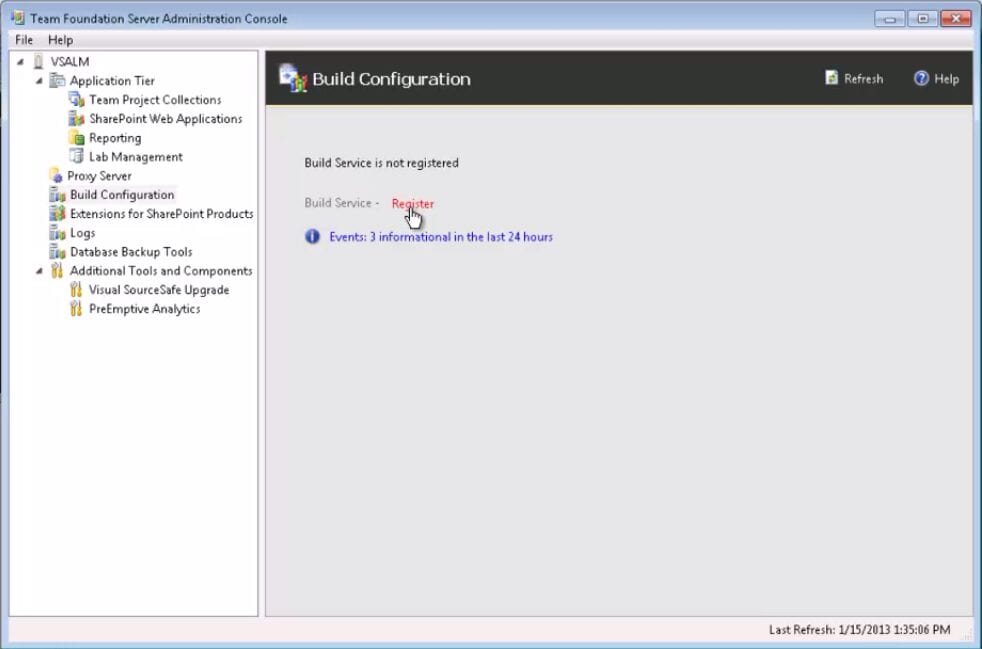 Team Foundation Server Administration Console
File Help
VSALM
Application Tier
Team Project Collections
SharePoint Web Applications
Reporting
Lab Management
Proxy Server
Build Configuration
Extensions for SharePoint Products
Logs
Database Backup Tools
Additional Tools and Components
Visual SourceSafe Upgrade
PreEmptive Analytics
Build Configuration
Refresh Help
Build Service is not registered
Build Service - Register
Events: 3 informational in the last 24 hours
Last Refresh: 1/15/2013 1:35:06 PM